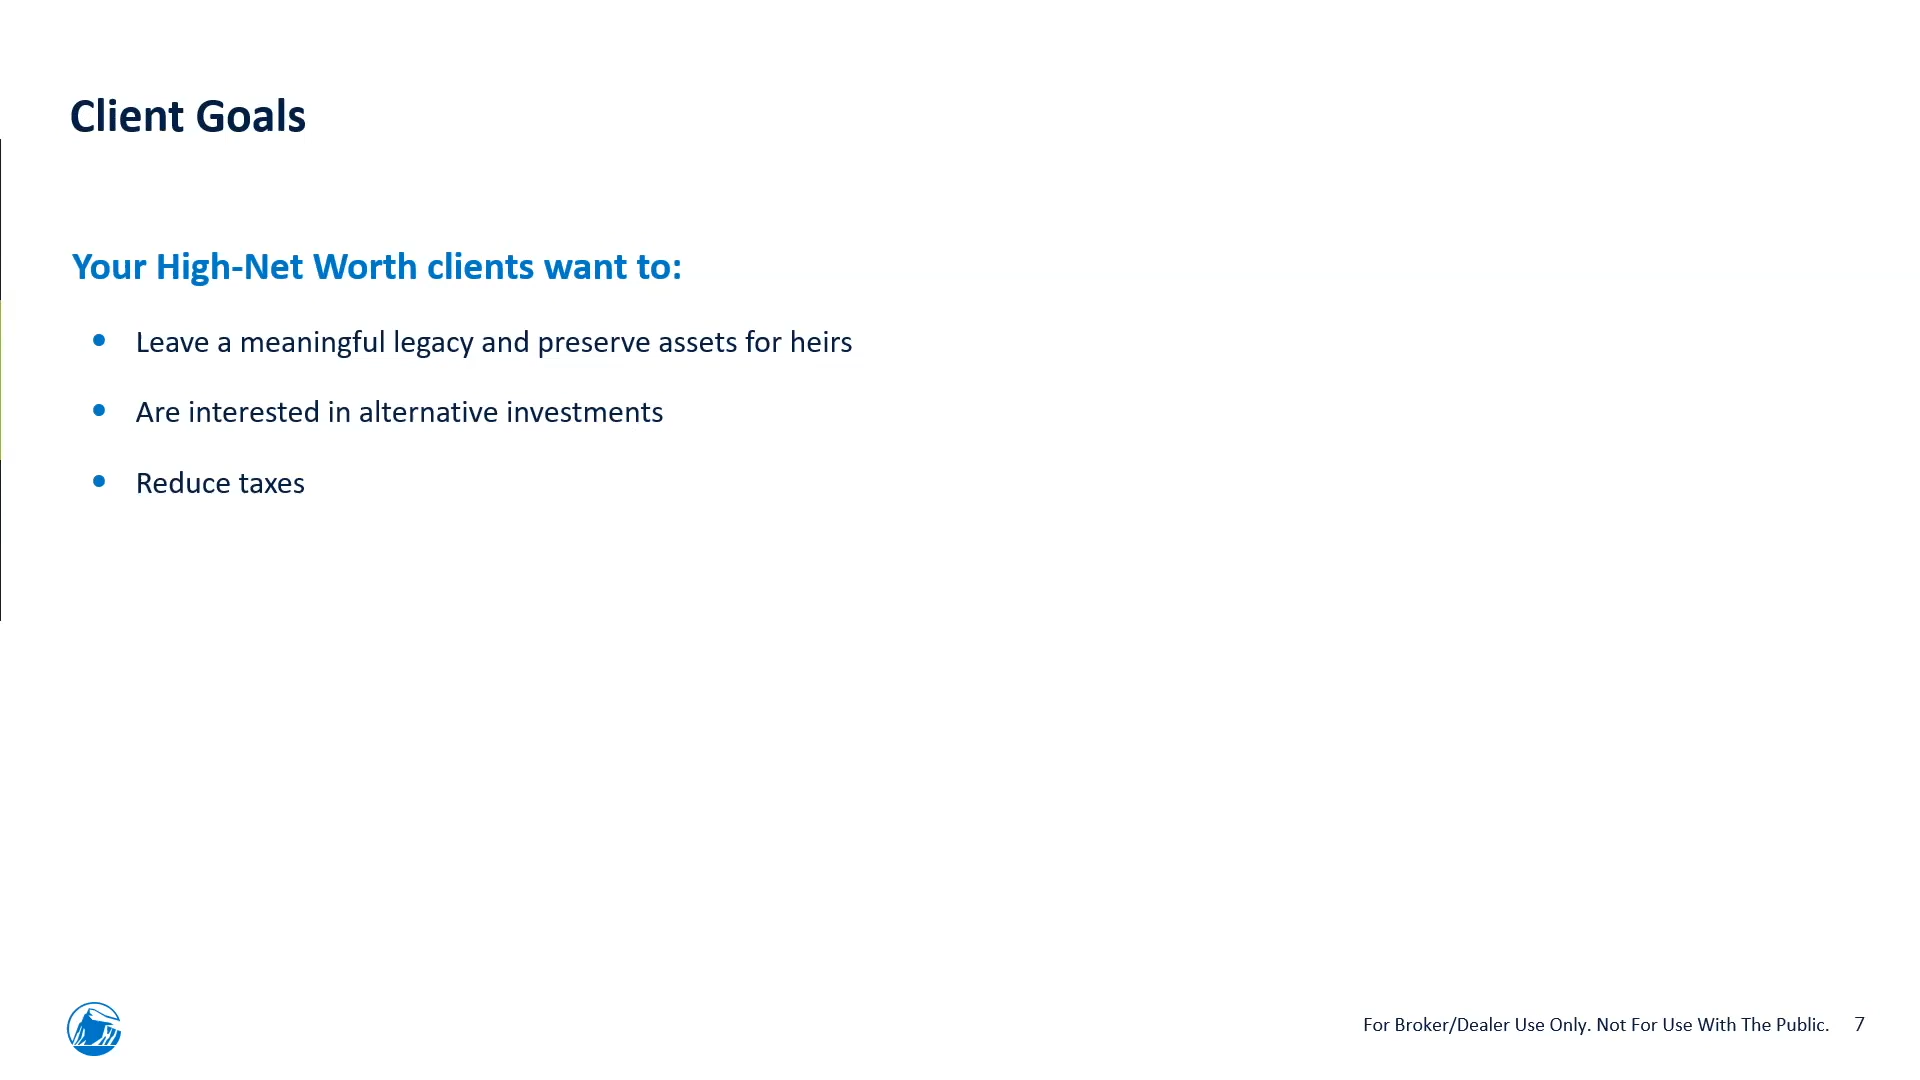 Client Goals
Your High-Net Worth clients want to:
• Leave a meaningful legacy and preserve assets for heirs
• Are interested in alternative investments
• Reduce taxes
For Broker/Dealer Use Only. Not For Use With The Public. 7